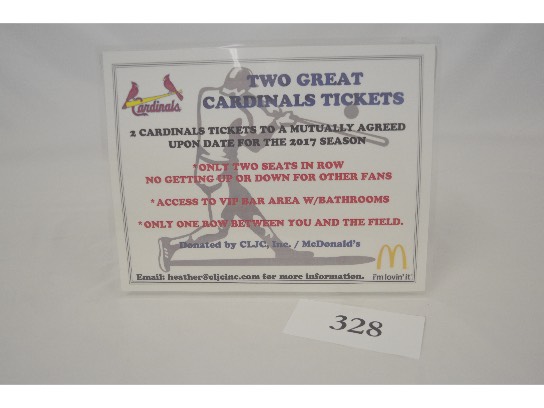 Cardinals
TWO GREAT
CARDINALS TICKETS
2 CARDINALS TICKETS TO A MUTUALLY AGREED
UPON DATE FOR THE 2017 SEASON
*ONLY TWO SEATS IN ROW
NO GETTING UP OR DOWN FOR OTHER FANS
*ACCESS TO VIP BAR AREA W/BATHROOMS
*ONLY ONE ROW BETWEEN YOU AND THE FIELD.
Donated by CLJC, Inc. / McDonald's
Email: heather@cljcinc.com for more information.
i'm lovin' it
328